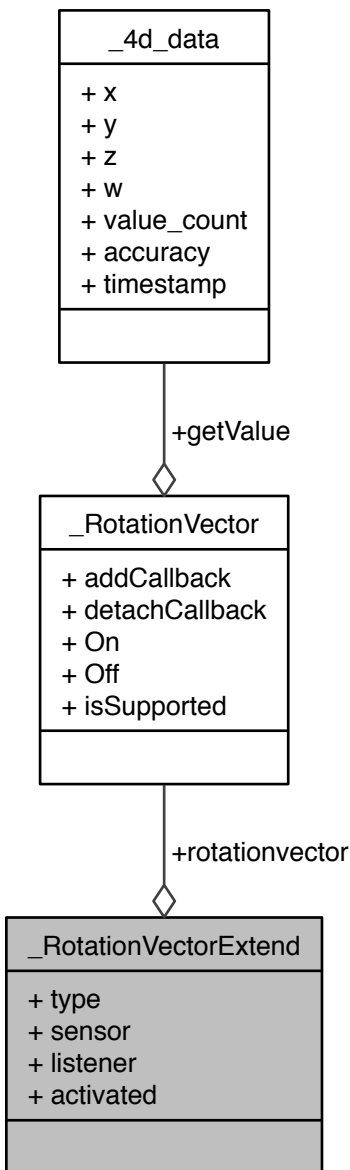 _4d_data
+ x
+ y
+ z
+ w
+ value_count
+ accuracy
+ timestamp
+getValue
_RotationVector
+ addCallback
+ detachCallback
+ On
+ Off
+ isSupported
+rotationvector
_RotationVectorExtend
+ type
+ sensor
+ listener
+ activated